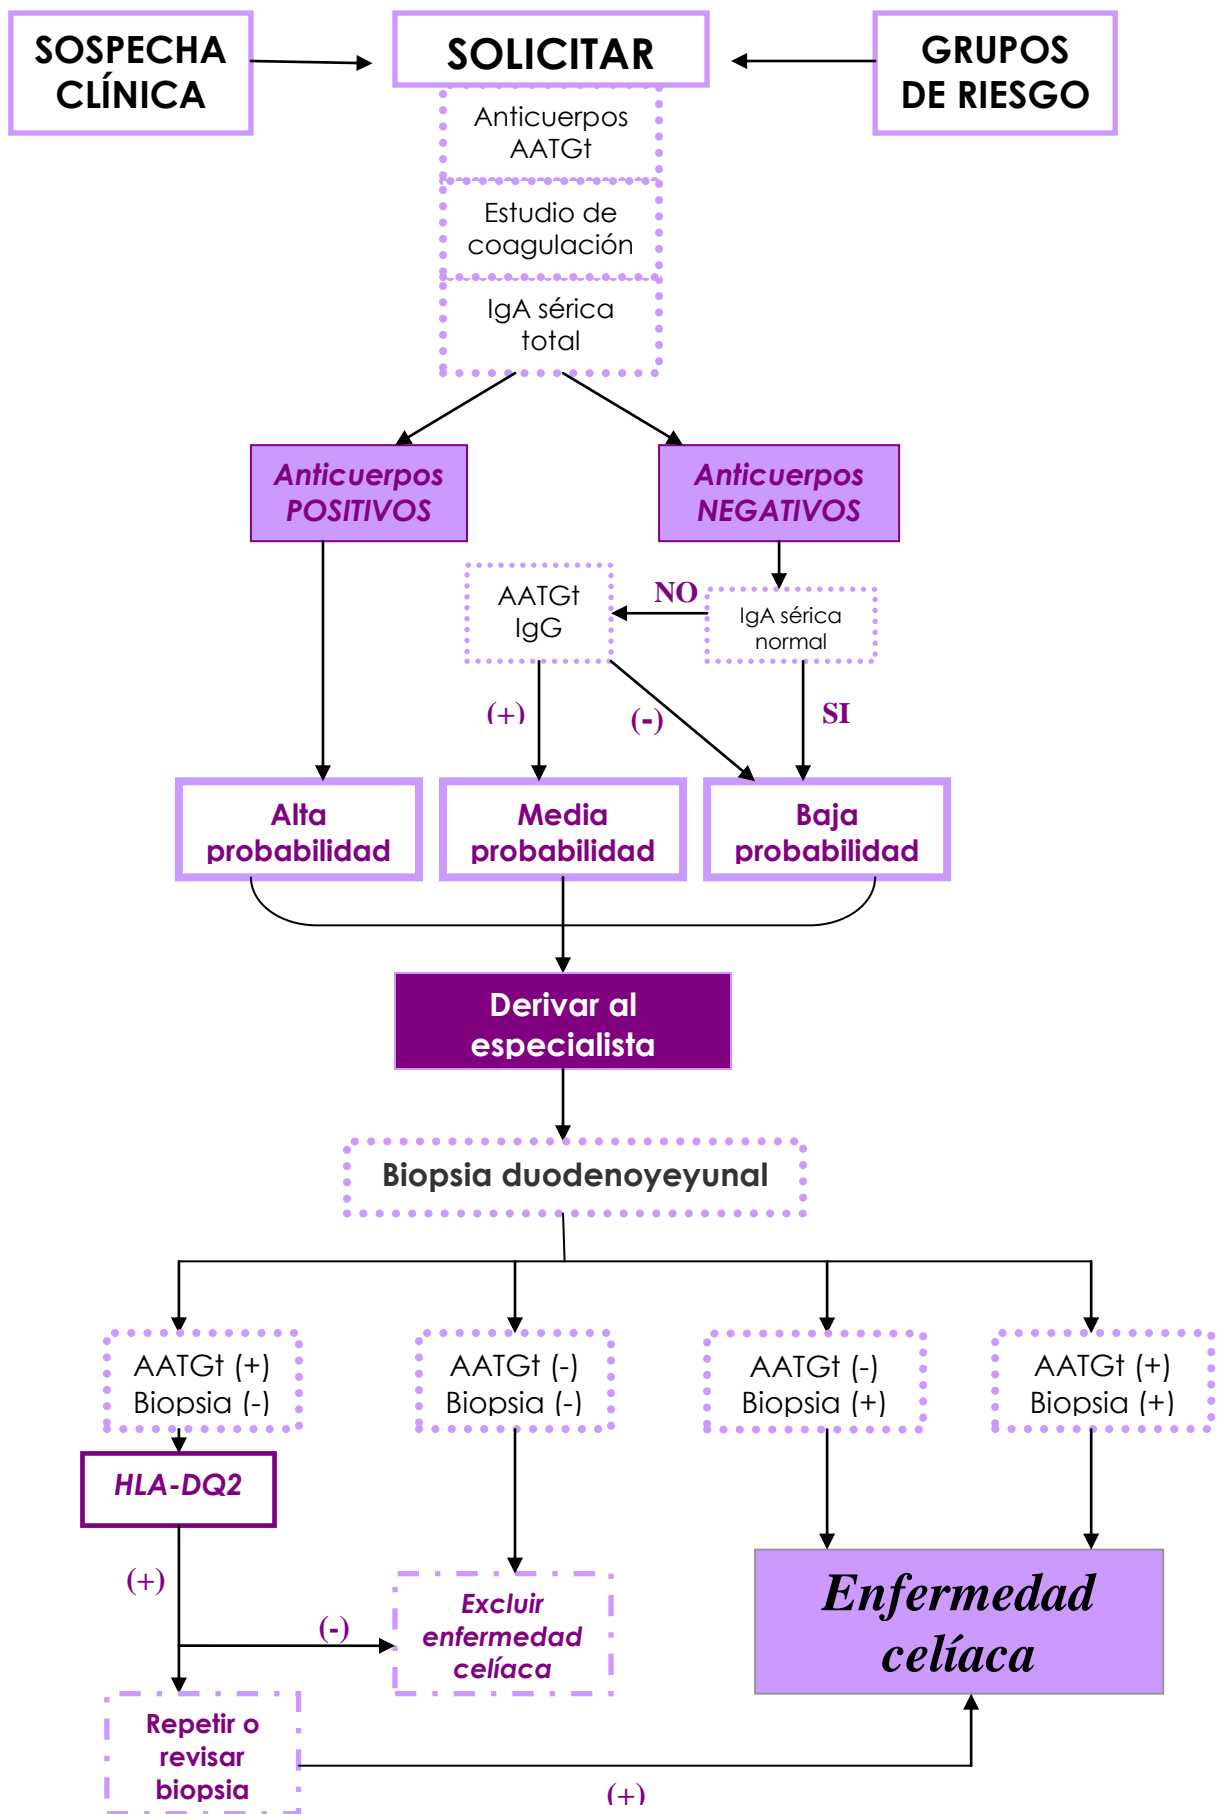 SOSPECHA
CLÍNICA
SOLICITAR
GRUPOS
DE RIESGO
Anticuerpos
AATGt
Estudio de
coagulación
IgA sérica
total
Anticuerpos
POSITIVOS
Anticuerpos
NEGATIVOS
AATGt
IgG
NO
IgA sérica
normal
(+)
(-)
SI
Alta
probabilidad
Media
probabilidad
Baja
probabilidad
Derivar al
especialista
Biopsia duodenoyeyunal
AATGt (+)
Biopsia (-)
AATGt (-)
Biopsia (-)
AATGt (-)
Biopsia (+)
AATGt (+)
Biopsia (+)
HLA-DQ2
(+)
(-)
Excluir
enfermedad
celíaca
Enfermedad
celíaca
Repetir o
revisar
biopsia
(+)